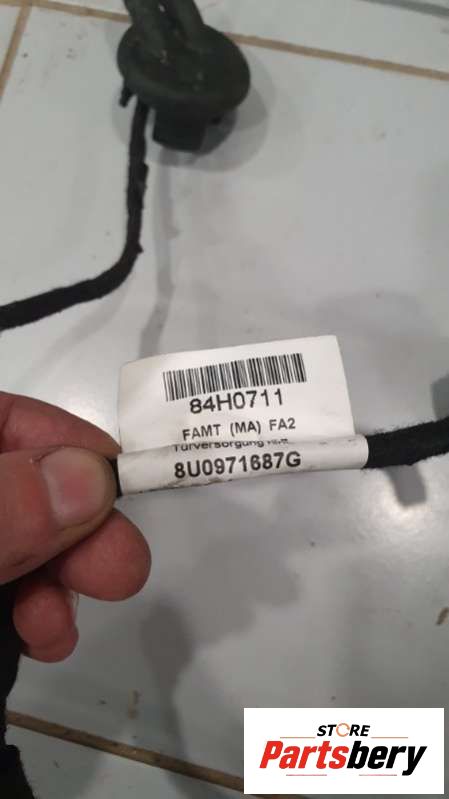 84H0711
FAMT (MA) FA2
Türversorgung
8U0971687G
STORE
Partsbery